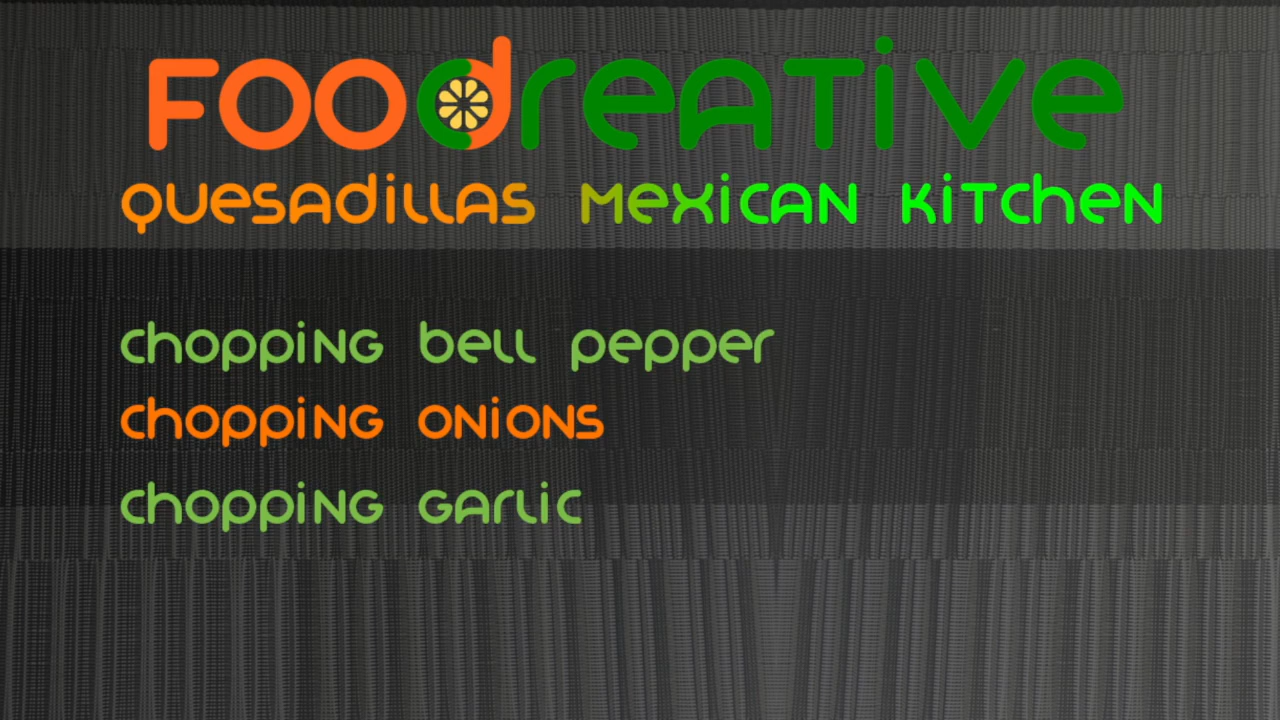 FOOdCREATIVE
QUESADILLAS MEXICAN KITCHEN
CHOPPING BELL PEPPER
CHOPPING ONIONS
CHOPPING GARLIC